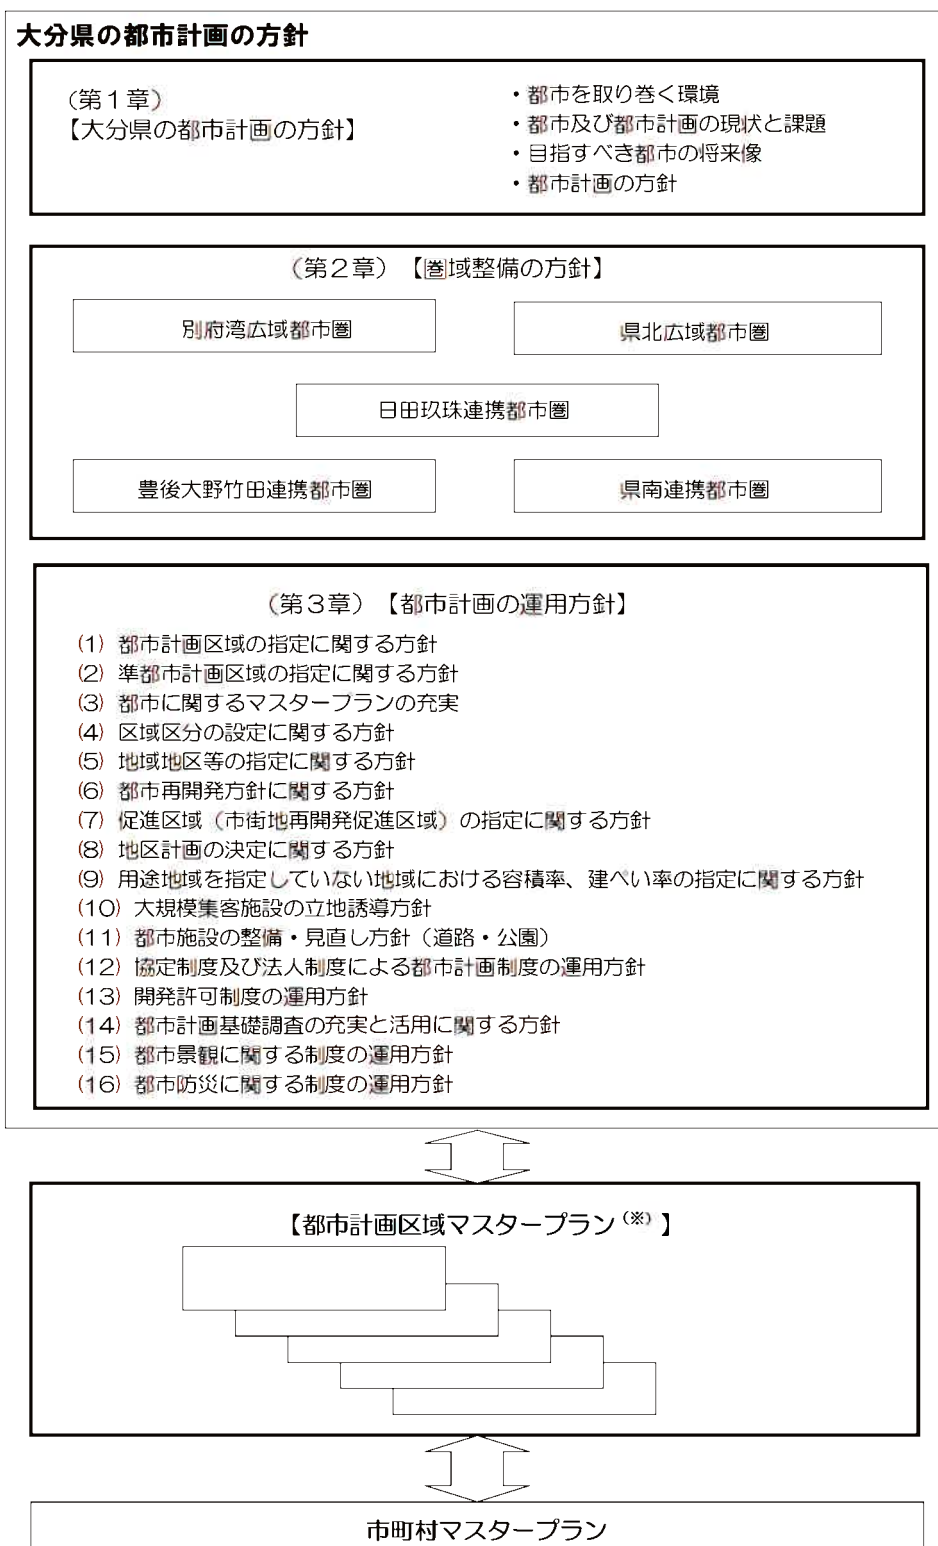 大分県の都市計画の方針
（第１章）
【大分県の都市計画の方針】
・都市を取り巻く環境
・都市及び都市計画の現状と課題
・目指すべき都市の将来像
・都市計画の方針
（第２章）【圏域整備の方針】
別府湾広域都市圏
県北広域都市圏
日田玖珠連携都市圏
豊後大野竹田連携都市圏
県南連携都市圏
（第３章）【都市計画の運用方針】
(1) 都市計画区域の指定に関する方針
(2) 準都市計画区域の指定に関する方針
(3) 都市に関するマスタープランの充実
(4) 区域区分の設定に関する方針
(5) 地域地区等の指定に関する方針
(6) 都市再開発方針に関する方針
(7) 促進区域（市街地再開発促進区域）の指定に関する方針
(8) 地区計画の決定に関する方針
(9) 用途地域を指定していない地域における容積率、建ぺい率の指定に関する方針
(10) 大規模集客施設の立地誘導方針
(11) 都市施設の整備・見直し方針（道路・公園）
(12) 協定制度及び法人制度による都市計画制度の運用方針
(13) 開発許可制度の運用方針
(14) 都市計画基礎調査の充実と活用に関する方針
(15) 都市景観に関する制度の運用方針
(16) 都市防災に関する制度の運用方針
【都市計画区域マスタープラン（※）】
市町村マスタープラン